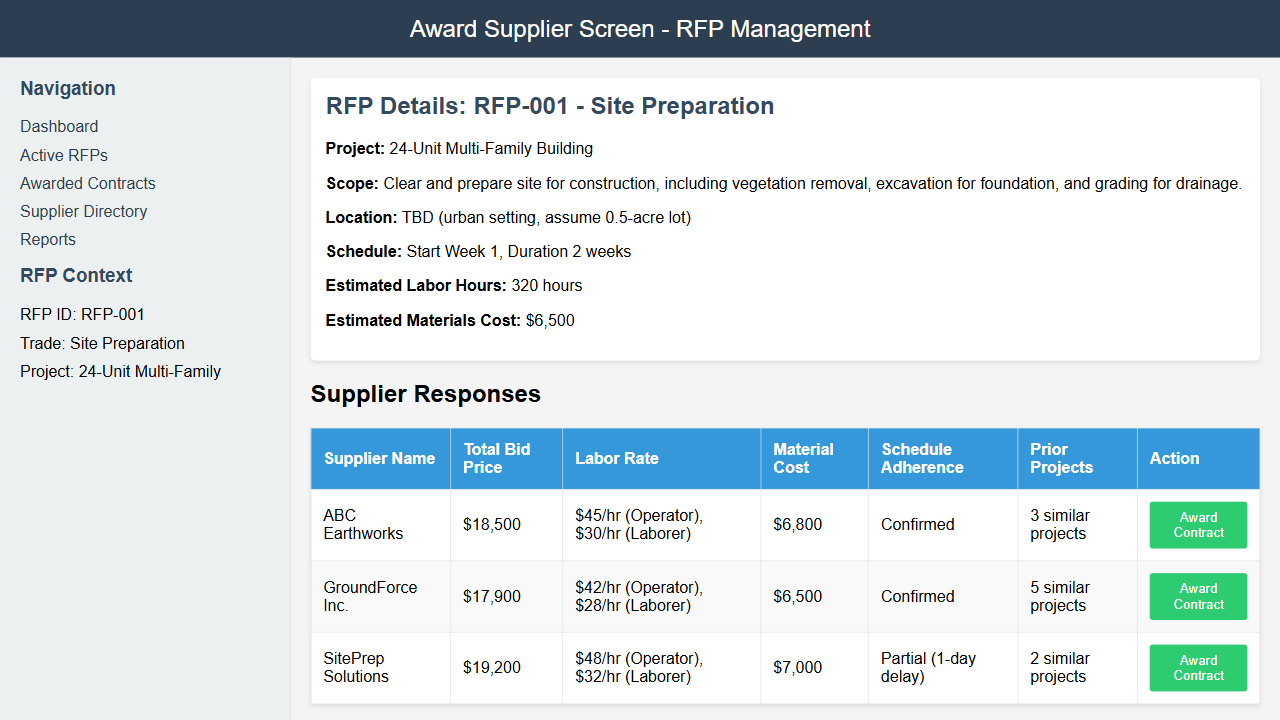 Award Supplier Screen - RFP Management
Navigation
Dashboard
Active RFPs
Awarded Contracts
Supplier Directory
Reports
RFP Context
RFP ID: RFP-001
Trade: Site Preparation
Project: 24-Unit Multi-Family
RFP Details: RFP-001 - Site Preparation
Project: 24-Unit Multi-Family Building
Scope: Clear and prepare site for construction, including vegetation removal, excavation for foundation, and grading for drainage.
Location: TBD (urban setting, assume 0.5-acre lot)
Schedule: Start Week 1, Duration 2 weeks
Estimated Labor Hours: 320 hours
Estimated Materials Cost: $6,500
Supplier Responses
Supplier Name
Total Bid
Price
Labor Rate
Material
Cost
Schedule
Adherence
Prior
Projects
Action
ABC
Earthworks
$18,500
$45/hr (Operator),
$30/hr (Laborer)
$6,800
Confirmed
3 similar
projects
Award
Contract
GroundForce
Inc.
$17,900
$42/hr (Operator),
$28/hr (Laborer)
$6,500
Confirmed
5 similar
projects
Award
Contract
SitePrep
Solutions
$19,200
$48/hr (Operator),
$32/hr (Laborer)
$7,000
Partial (1-day
delay)
2 similar
projects
Award
Contract